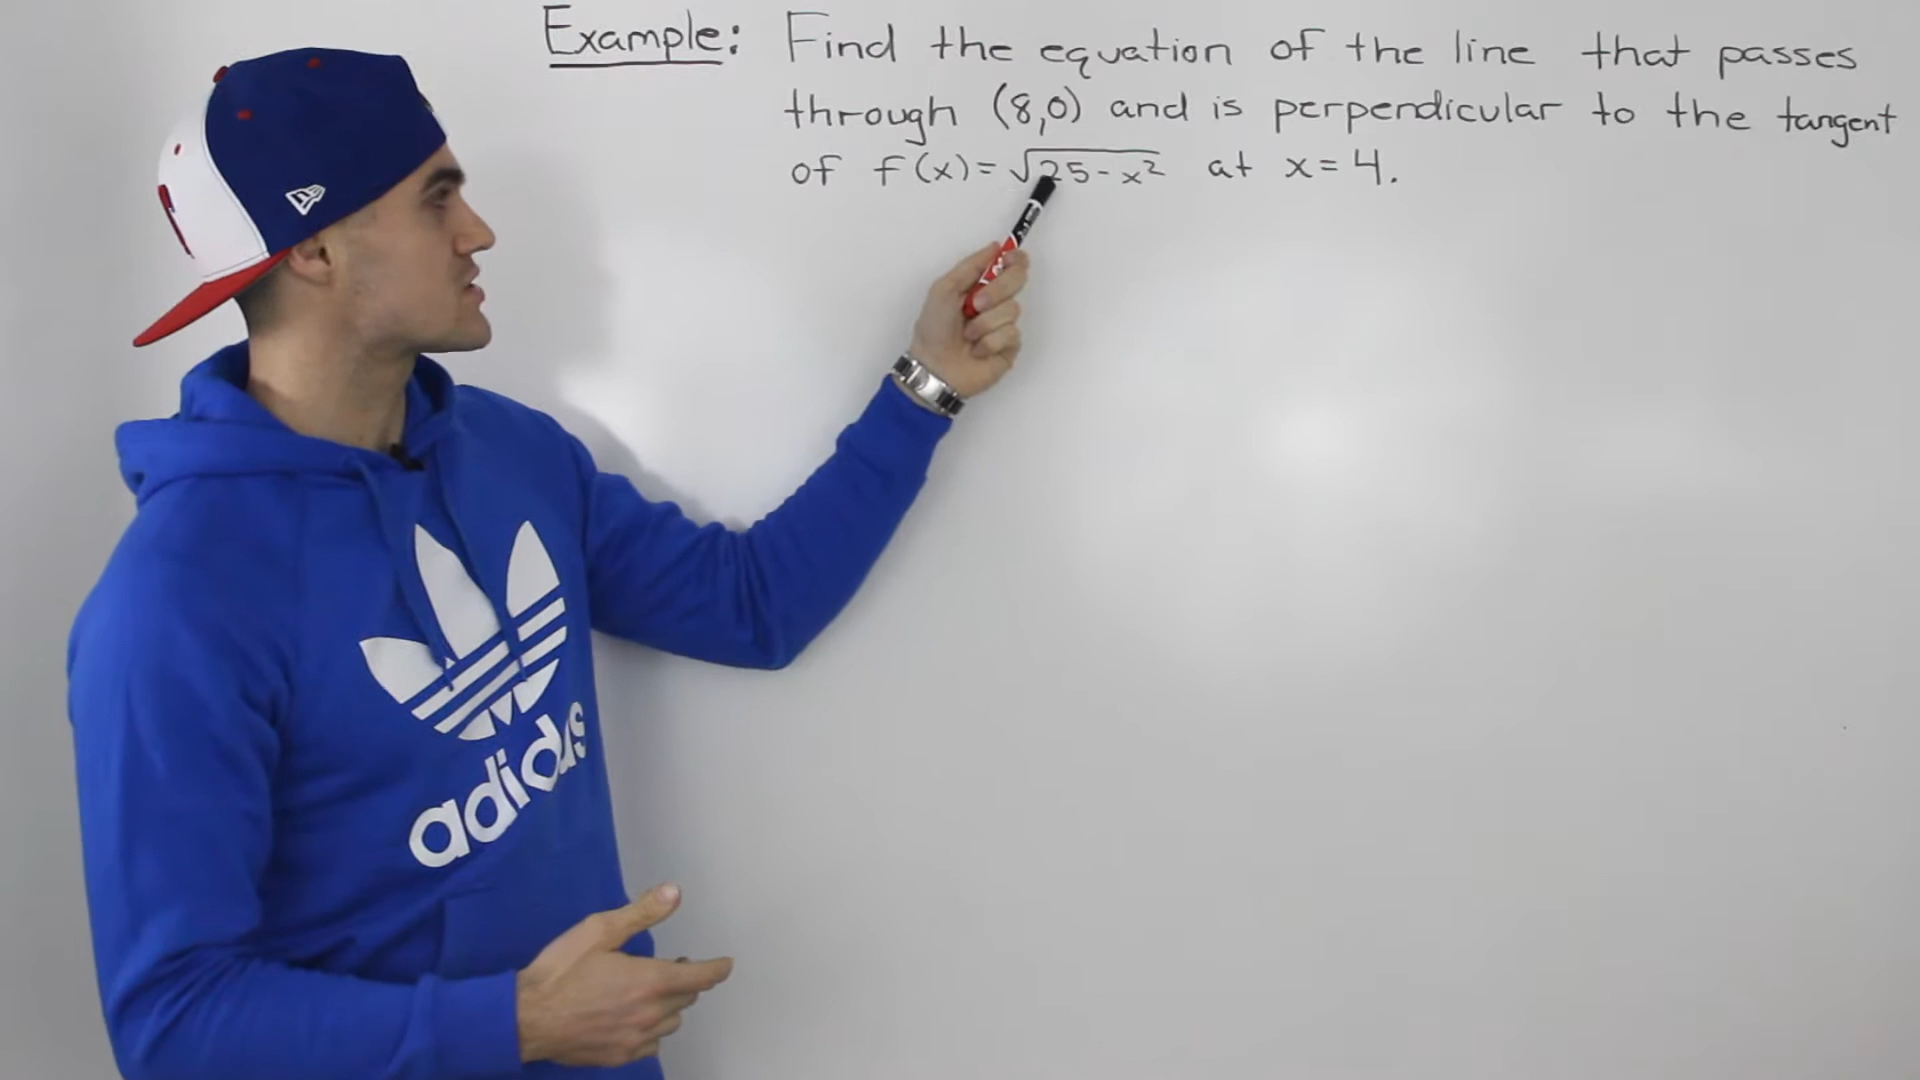 Example: Find the equation of the line that passes
through (8,0) and is perpendicular to the tangent
of f(x)=√25-x² at x=4.
adidas